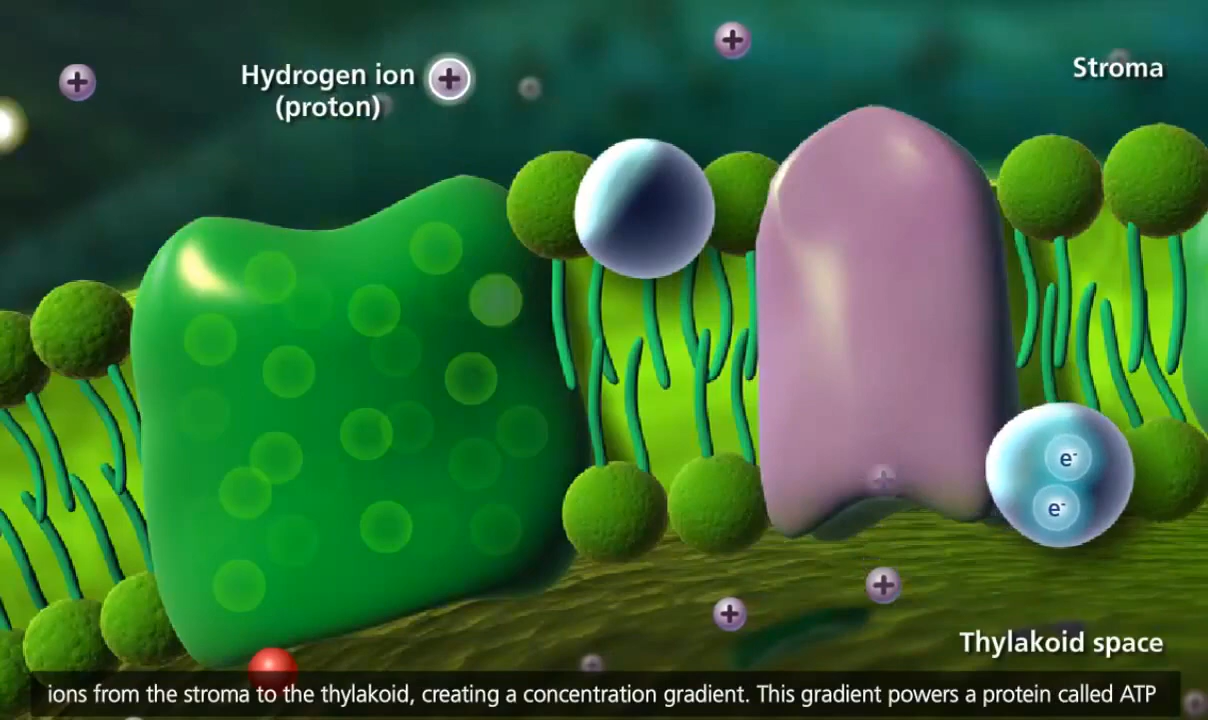 Hydrogen ion
(proton)
+
+
+
Stroma
e-
e-
+
+
+
Thylakoid space
ions from the stroma to the thylakoid, creating a concentration gradient. This gradient powers a protein called ATP